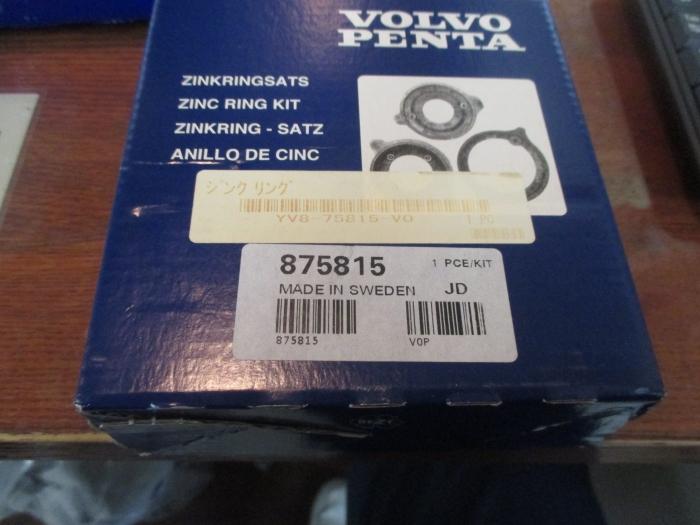 VOLVO
PENTA
ZINKRINGSATS
ZINC RING KIT
ZINKRING - SATZ
ANILLO DE CINC
ジンク リング
YV8-75815-VO 1 PC
875815 1 PCE/KIT
MADE IN SWEDEN JD
875815 VOP